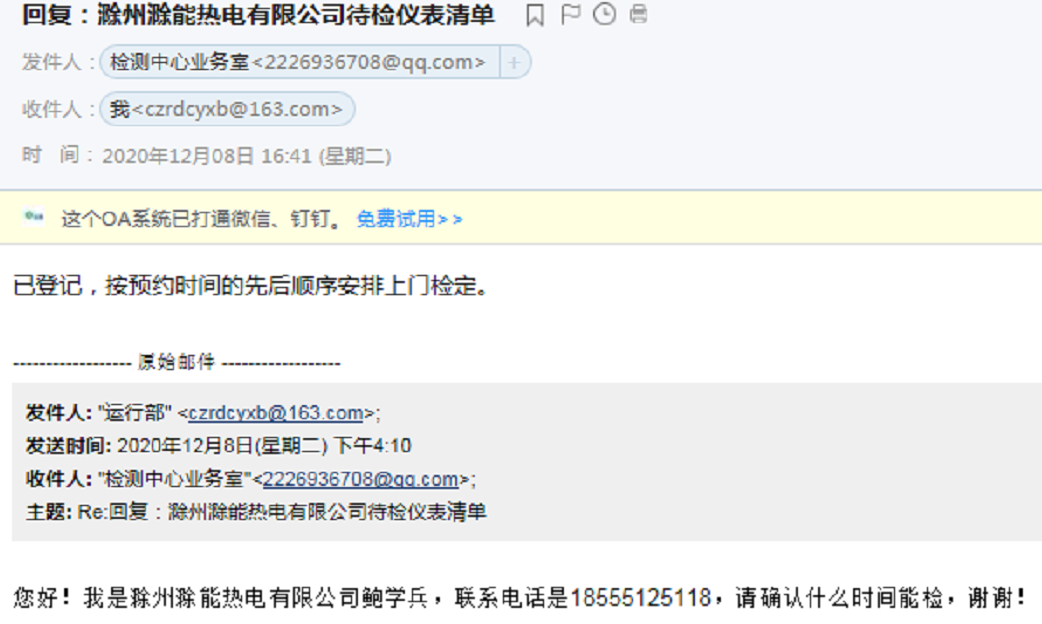 回复：滁州滁能热电有限公司待检仪表清单
发件人：检测中心业务室<2226936708@qq.com> +
收件人：我<czrdcyxb@163.com>
时 间：2020年12月08日 16:41 (星期二)
这个OA系统已打通微信、钉钉。 免费试用>>
已登记，按预约时间的先后顺序安排上门检定。
------------------ 原始邮件 ------------------
发件人: "运行部" <czrdcyxb@163.com>;
发送时间: 2020年12月8日(星期二) 下午4:10
收件人: "检测中心业务室"<2226936708@qq.com>;
主题: Re:回复：滁州滁能热电有限公司待检仪表清单
您好！我是滁州滁能热电有限公司鲍学兵，联系电话是18555125118，请确认什么时间能检，谢谢！